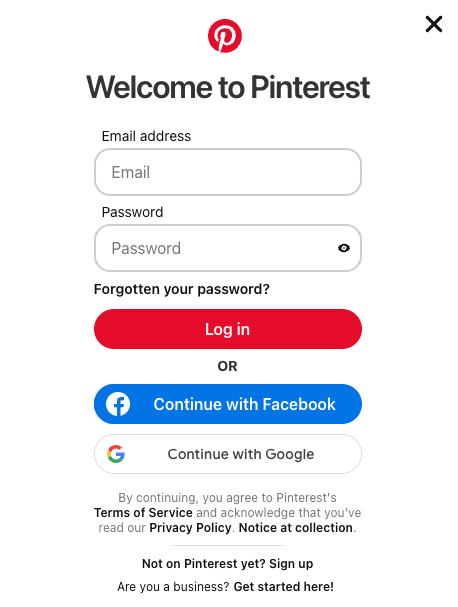 Welcome to Pinterest
Email address
Email
Password
Password
Forgotten your password?
Log in
OR
Continue with Facebook
Continue with Google
By continuing, you agree to Pinterest's
Terms of Service and acknowledge that you've
read our Privacy Policy. Notice at collection.
Not on Pinterest yet? Sign up
Are you a business? Get started here!